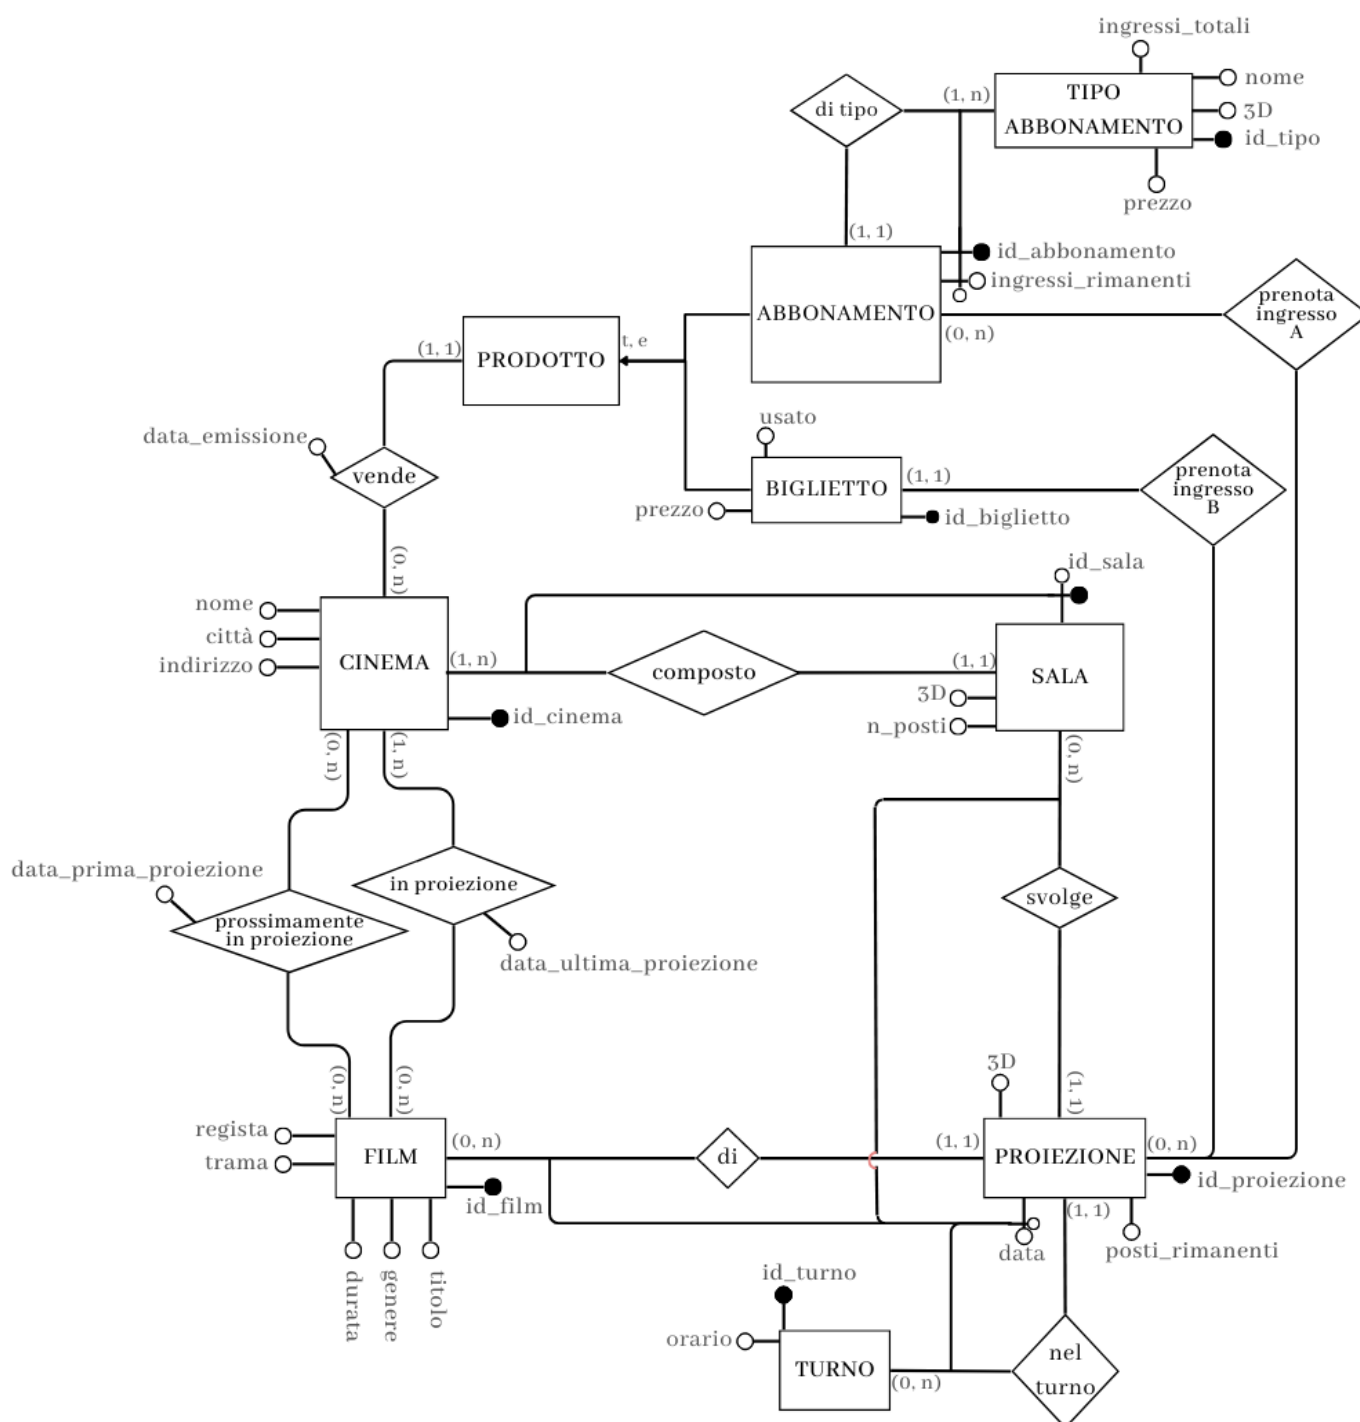 ingressi_totali
nome
3D
id_tipo
prezzo
TIPO
ABBONAMENTO
(1, n)
di tipo
(1, 1)
id_abbonamento
ingressi_rimanenti
ABBONAMENTO
(0, n)
prenota
ingresso
A
PRODOTTO
t, e
(1, 1)
data_emissione
vende
(0, n)
usato
BIGLIETTO
prezzo
id_biglietto
(1, 1)
prenota
ingresso
B
nome
città
indirizzo
CINEMA
id_cinema
(1, n)
composto
(1, 1)
id_sala
SALA
3D
n_posti
(0, n)
(0, n)
(1, n)
data_prima_proiezione
prossimamente
in proiezione
in proiezione
data_ultima_proiezione
svolge
(0, n)
(0, n)
regista
trama
FILM
id_film
durata
genere
titolo
(0, n)
di
(1, 1)
3D
(1, 1)
PROIEZIONE
(0, n)
id_proiezione
posti_rimanenti
data
(1, 1)
id_turno
orario
TURNO
(0, n)
nel
turno